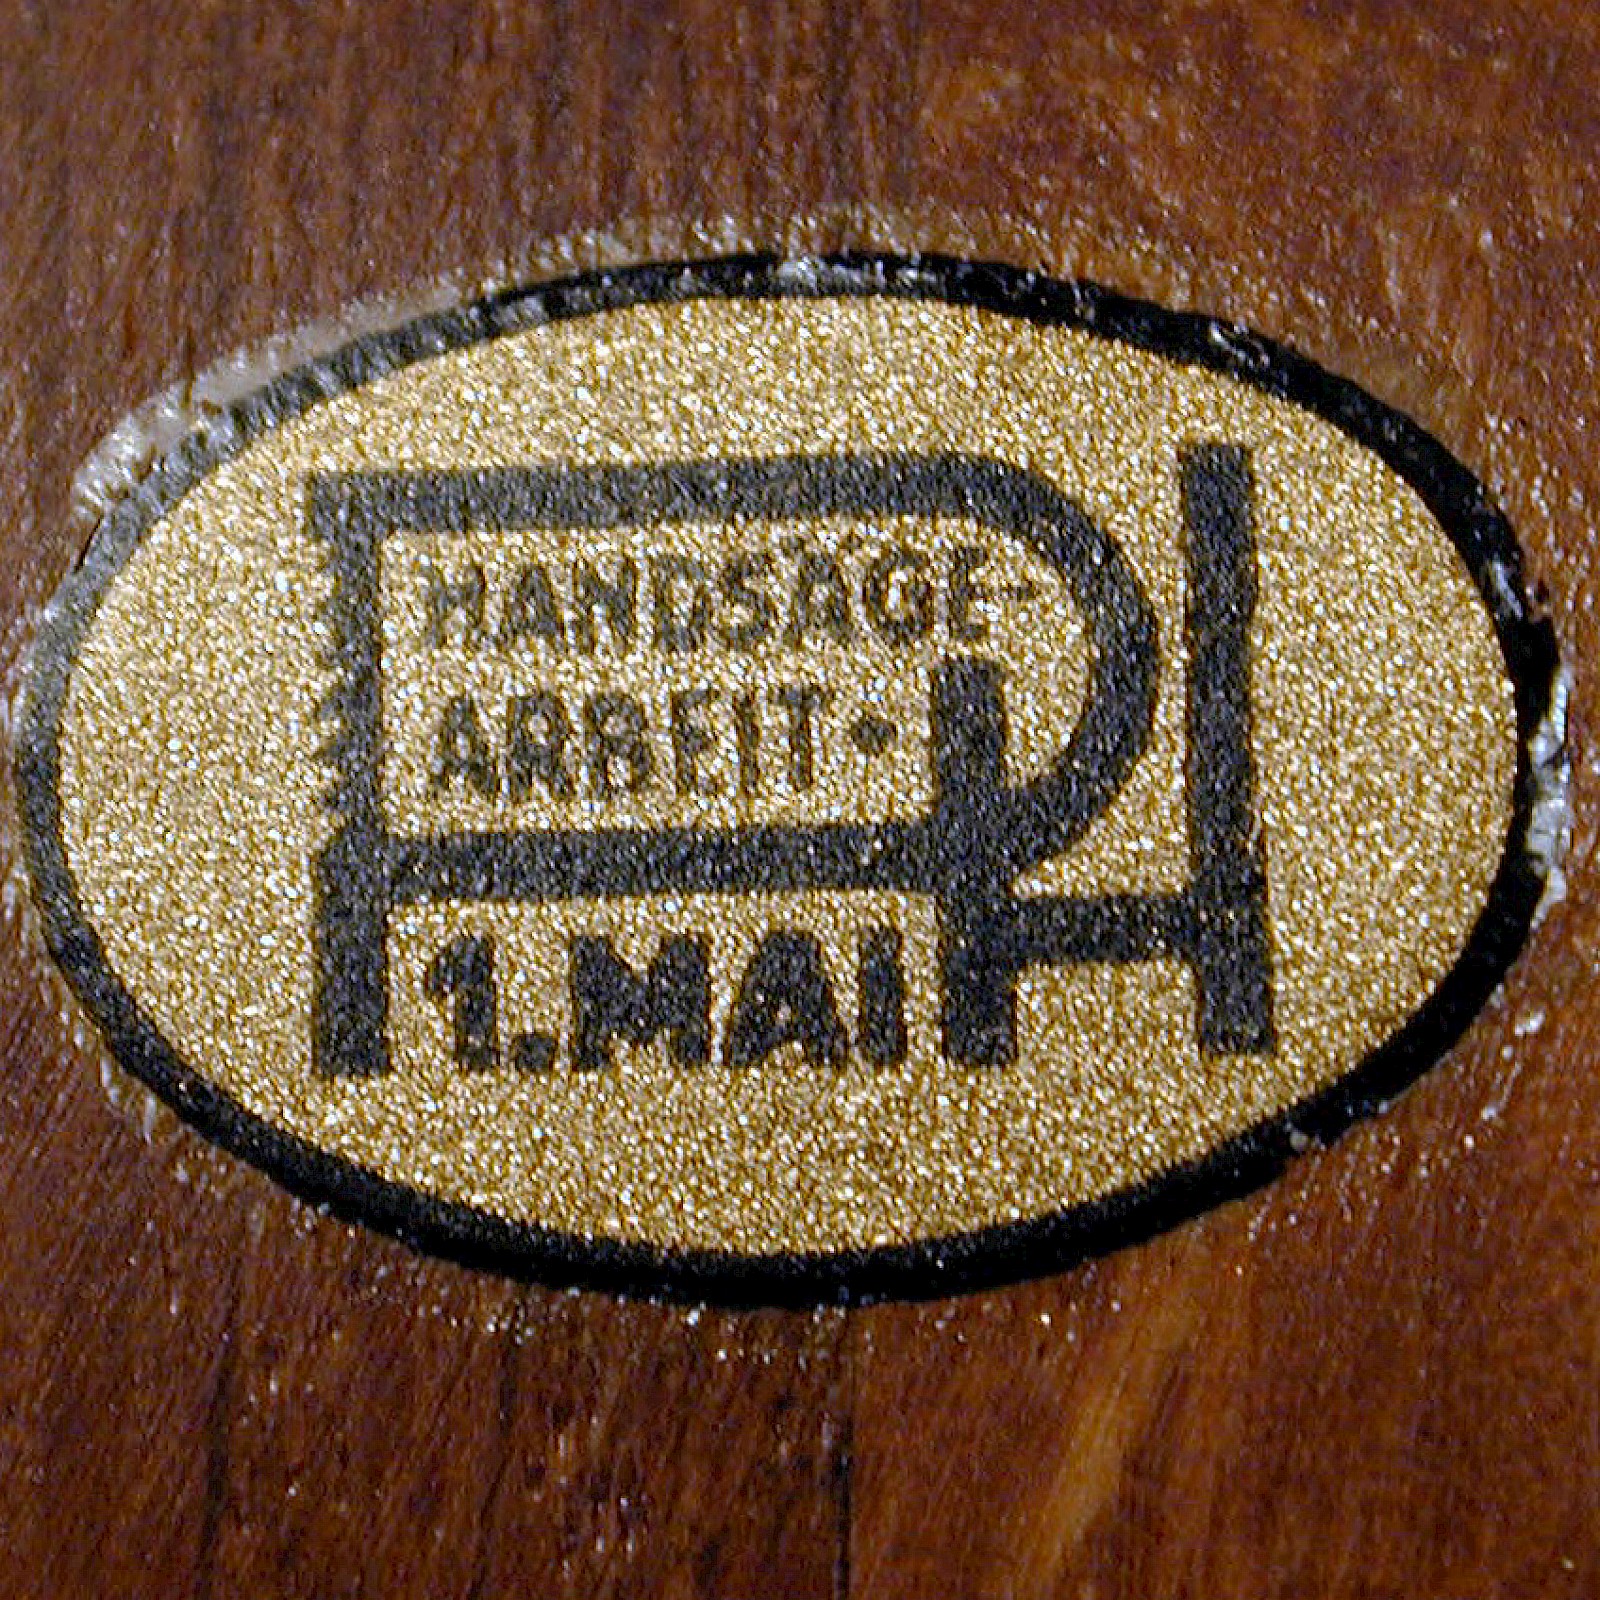 HANDSÄGE-
ARBEIT •
1. MAI